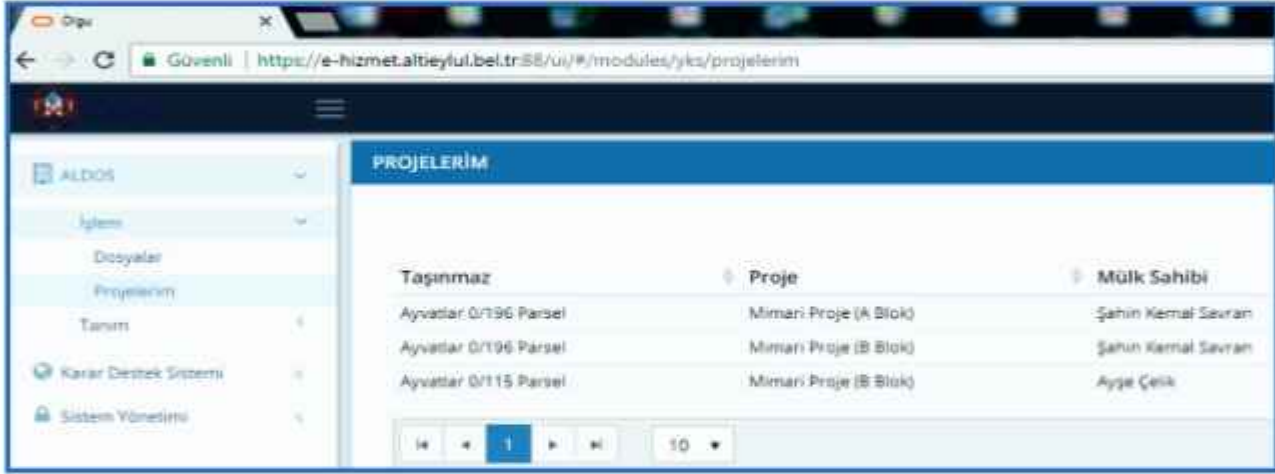 Olgu
Güvenli | https://e-hizmet.altieylul.bel.tr:88/ui/#/modules/yks/projelerim
ALDOS
İşlem
Dosyalar
Projelerim
Tanım
Karar Destek Sistemi
Sistem Yönetimi
PROJELERİM
Taşınmaz Proje Mülk Sahibi
Ayvatlar 0/196 Parsel Mimari Proje (A Blok) Şahin Kemal Savran
Ayvatlar 0/196 Parsel Mimari Proje (B Blok) Şahin Kemal Savran
Ayvatlar 0/115 Parsel Mimari Proje (B Blok) Ayşe Çelik
1 10